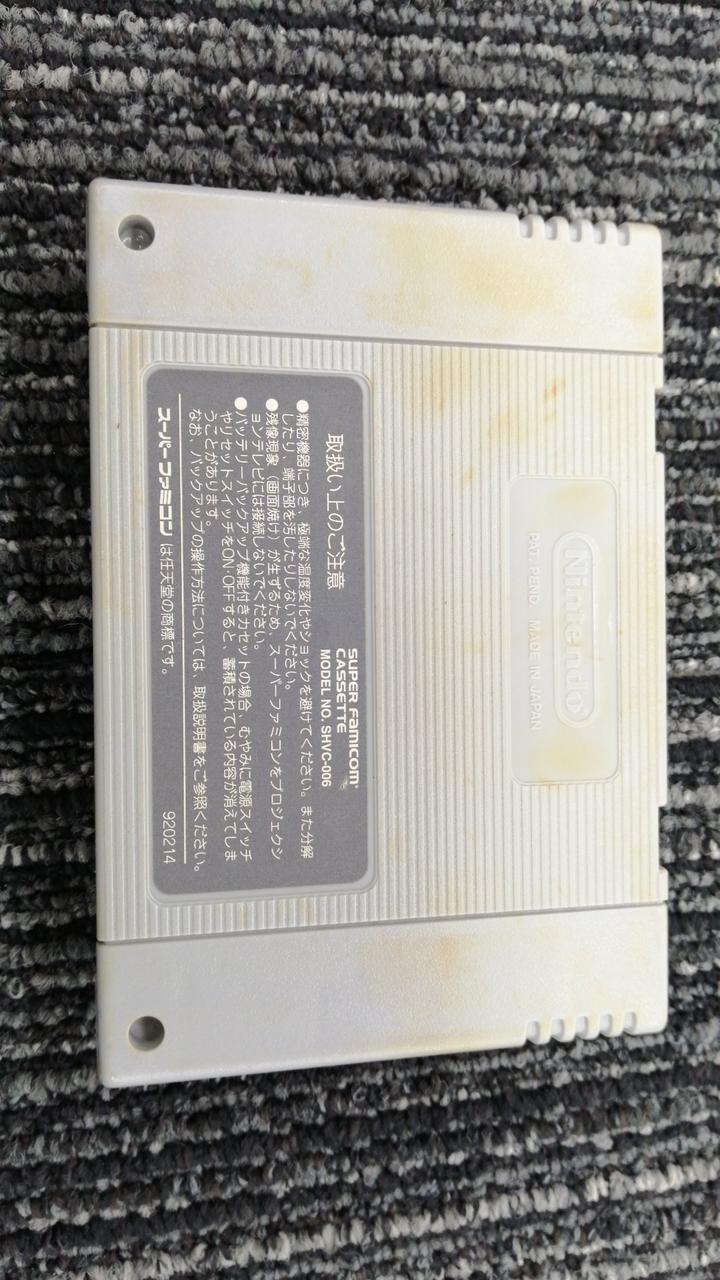 Nintendo
PAT. PEND. MADE IN JAPAN
SUPER FAMICOM
CASSETTE
MODEL NO. SHVC-006
取扱い上のご注意
●精密機器につき、極端な温度変化やショックを避けてください。また分解
したり、端子部を汚したりしないでください。
●残像現象（画面焼け）が生ずるため、スーパーファミコンをプロジェクシ
ョンテレビには接続しないでください。
●バッテリーバックアップ機能付きカセットの場合、むやみに電源スイッチ
やリセットスイッチをON・OFFすると、蓄積されている内容が消えてしま
うことがあります。
なお、バックアップの操作方法については、取扱説明書をご参照ください。
スーパーファミコンは任天堂の商標です。
920214